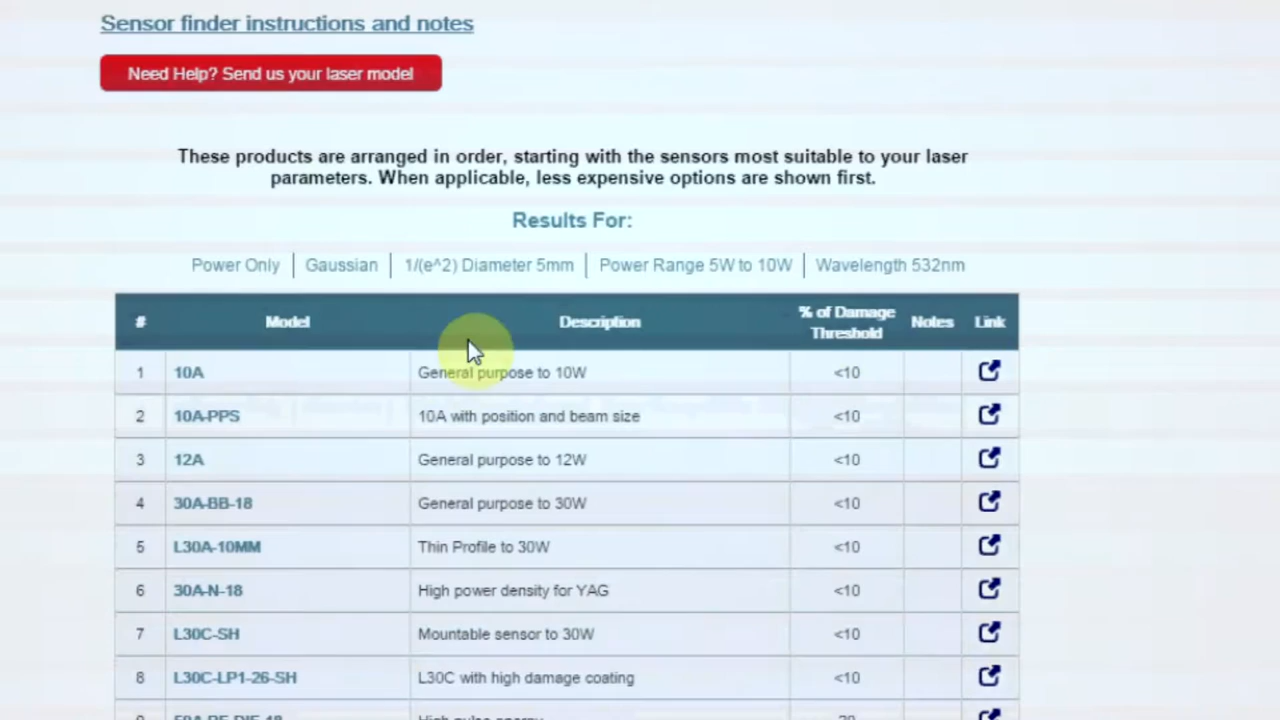 Sensor finder instructions and notes
Need Help? Send us your laser model
These products are arranged in order, starting with the sensors most suitable to your laser
parameters. When applicable, less expensive options are shown first.
Results For:
Power Only | Gaussian | 1/(e^2) Diameter 5mm | Power Range 5W to 10W | Wavelength 532nm
# Model Description % of Damage Threshold Notes Link
1 10A General purpose to 10W <10
2 10A-PPS 10A with position and beam size <10
3 12A General purpose to 12W <10
4 30A-BB-18 General purpose to 30W <10
5 L30A-10MM Thin Profile to 30W <10
6 30A-N-18 High power density for YAG <10
7 L30C-SH Mountable sensor to 30W <10
8 L30C-LP1-26-SH L30C with high damage coating <10